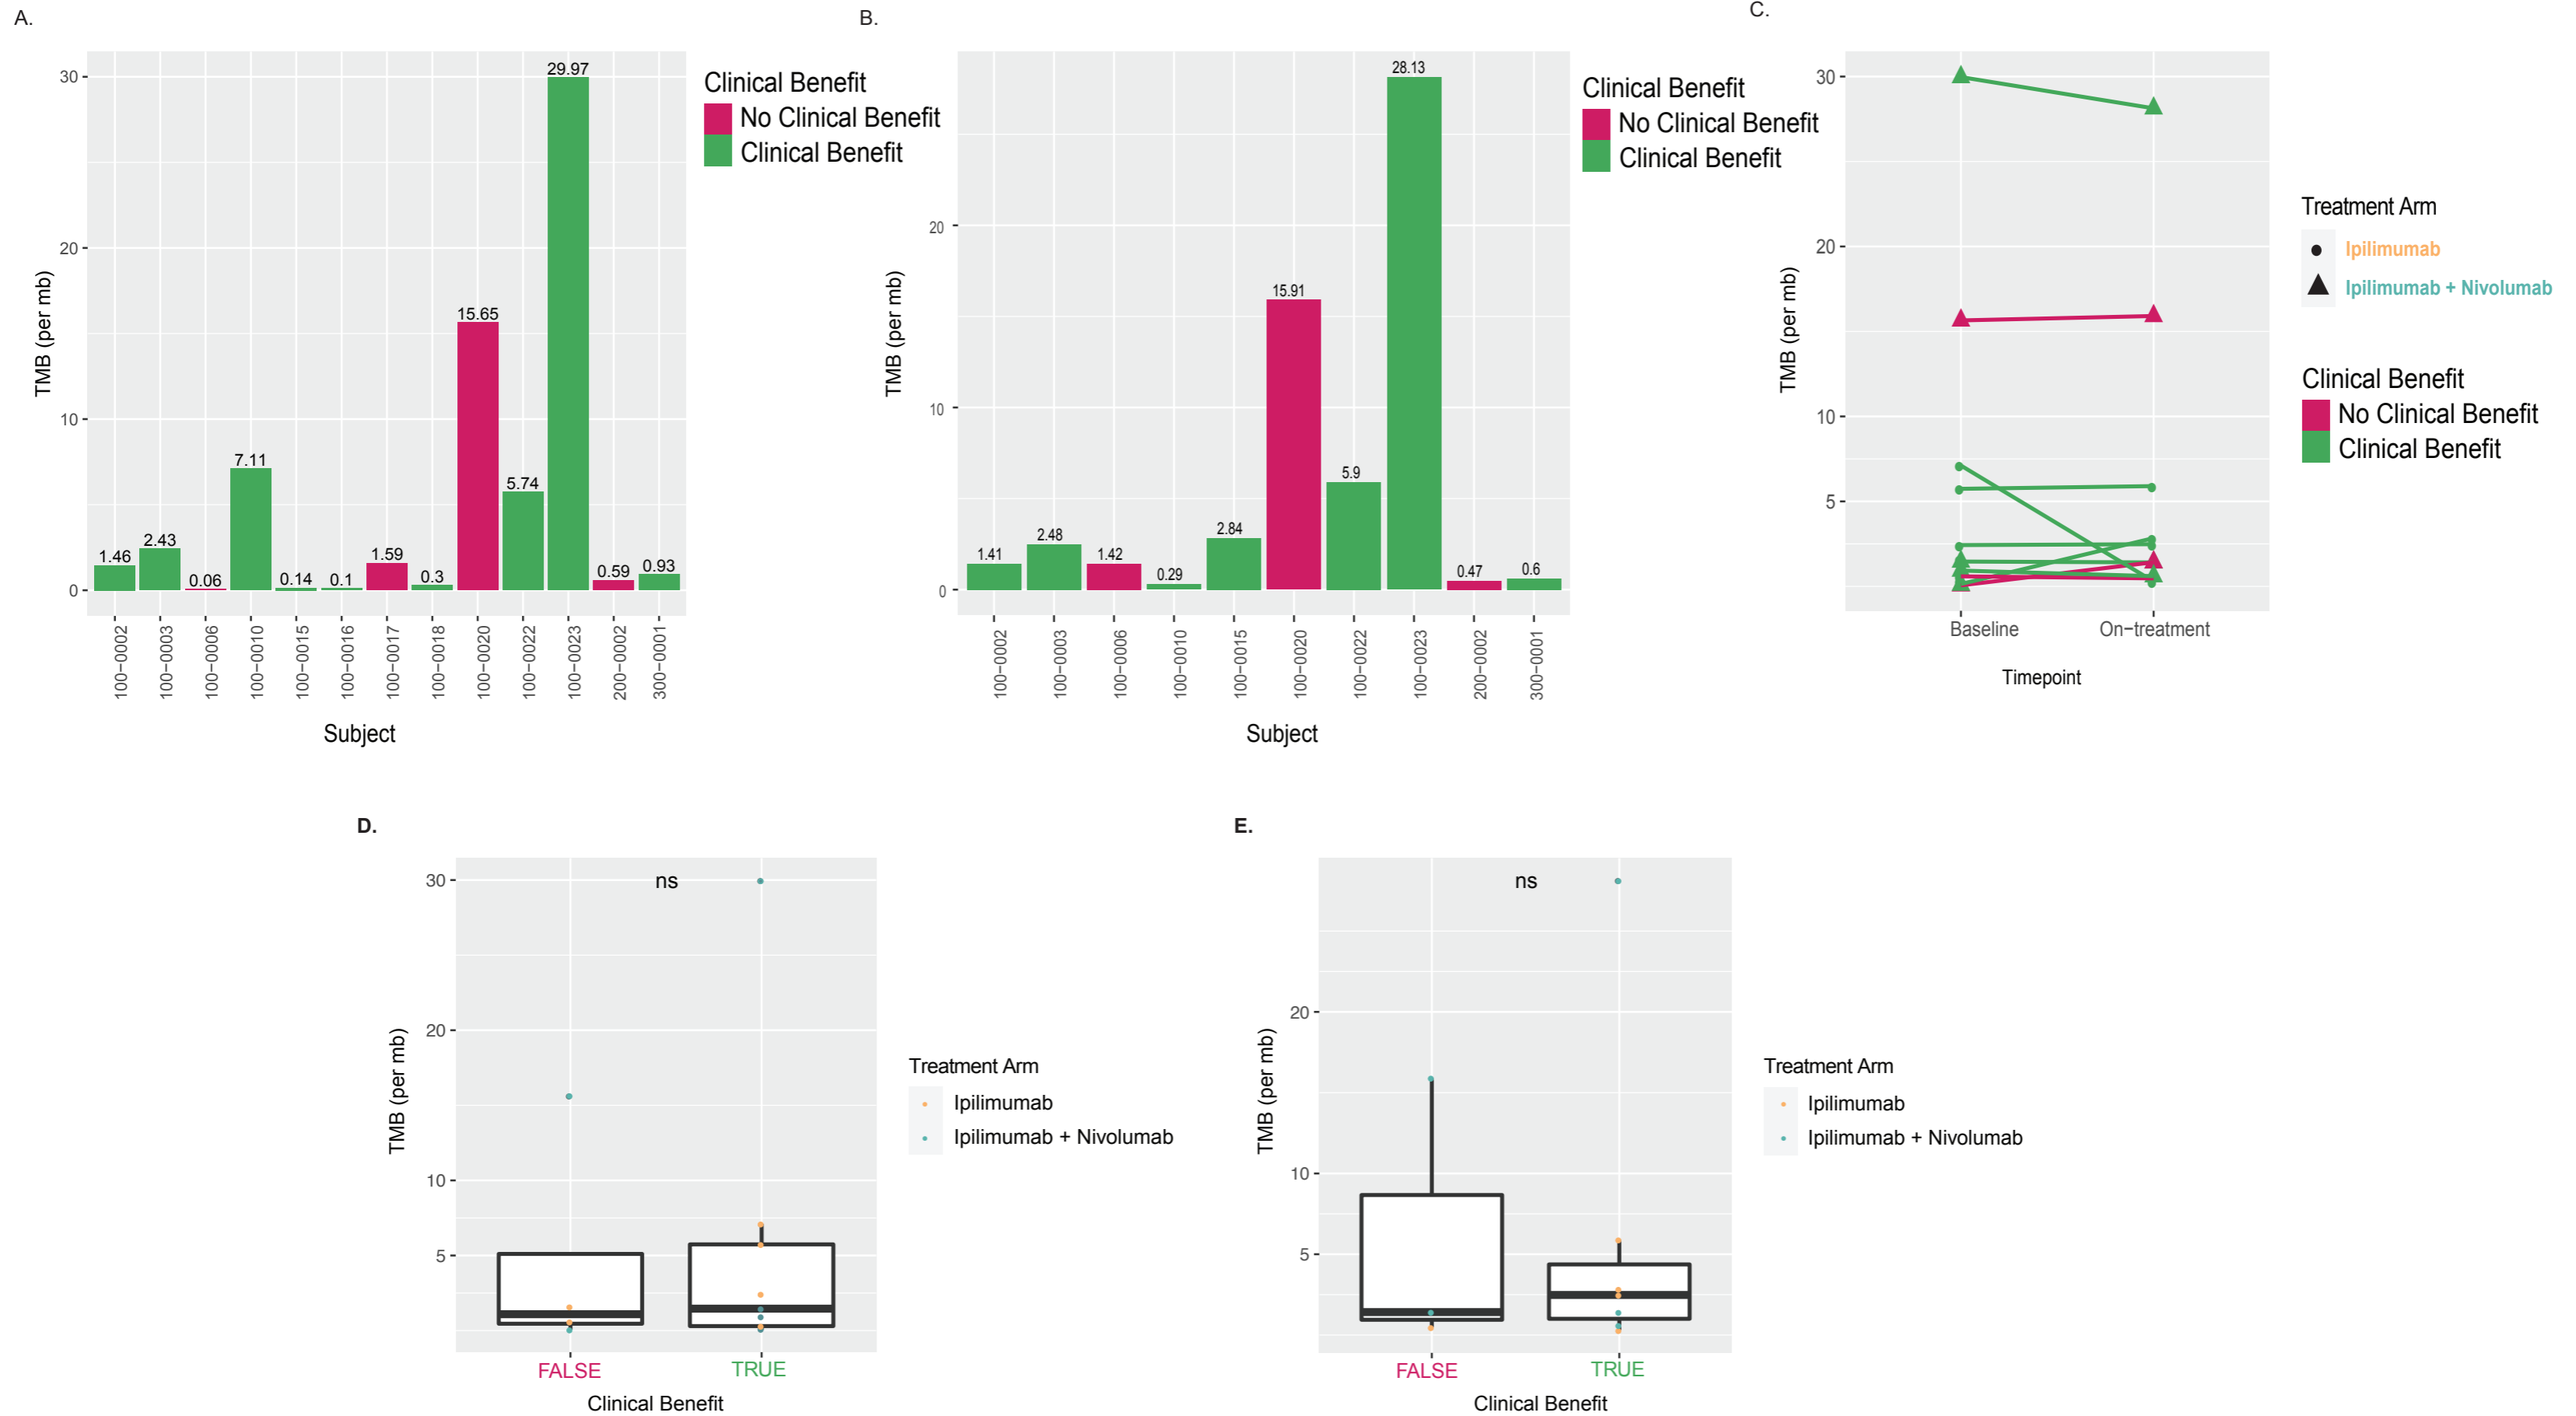 A.
30
20
10
0
TMB (per mb)
1.46
2.43
0.06
7.11
0.14
0.1
1.59
0.3
15.65
5.74
29.97
0.59
0.93
100-0002
100-0003
100-0006
100-0010
100-0015
100-0016
100-0017
100-0018
100-0020
100-0022
100-0223
200-0002
300-0001
Subject
Clinical Benefit
No Clinical Benefit
Clinical Benefit
B.
20
10
0
TMB (per mb)
1.41
2.48
1.42
0.29
2.84
15.91
5.9
28.13
0.47
0.6
100-0002
100-0003
100-0006
100-0010
100-0015
100-0020
100-0022
100-0023
200-0002
300-0001
Subject
Clinical Benefit
No Clinical Benefit
Clinical Benefit
C.
30
20
10
5
TMB (per mb)
Baseline
On-treatment
Timepoint
Treatment Arm
Ipilimumab
Ipilimumab + Nivolumab
Clinical Benefit
No Clinical Benefit
Clinical Benefit
D.
ns
30
20
10
5
TMB (per mb)
FALSE
TRUE
Clinical Benefit
Treatment Arm
Ipilimumab
Ipilimumab + Nivolumab
E.
ns
20
10
5
TMB (per mb)
FALSE
TRUE
Clinical Benefit
Treatment Arm
Ipilimumab
Ipilimumab + Nivolumab